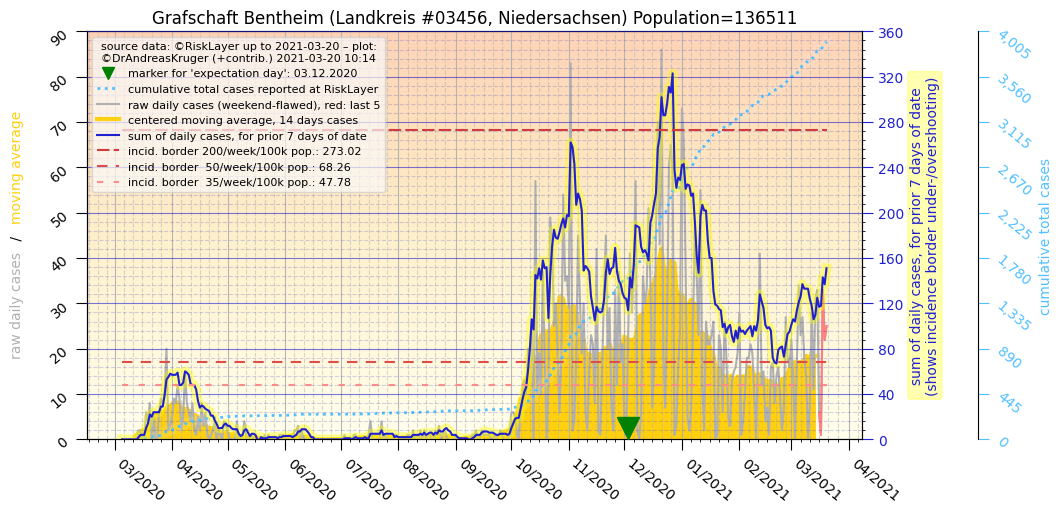 Grafschaft Bentheim (Landkreis #03456, Niedersachsen) Population=136511
source data: ©RiskLayer up to 2021-03-20 – plot:
©DrAndreasKruger (+contrib.) 2021-03-20 10:14
marker for 'expectation day': 03.12.2020
cumulative total cases reported at RiskLayer
raw daily cases (weekend-flawed), red: last 5
centered moving average, 14 days cases
sum of daily cases, for prior 7 days of date
incid. border 200/week/100k pop.: 273.02
incid. border  50/week/100k pop.: 68.26
incid. border  35/week/100k pop.: 47.78
raw daily cases / moving average
90
80
70
60
50
40
30
20
10
0
03/2020
04/2020
05/2020
06/2020
07/2020
08/2020
09/2020
10/2020
11/2020
12/2020
01/2021
02/2021
03/2021
04/2021
360
320
280
240
200
160
120
80
40
0
sum of daily cases, for prior 7 days of date
(shows incidence border under-/overshooting)
4,005
3,560
3,115
2,670
2,225
1,780
1,335
890
445
0
cumulative total cases